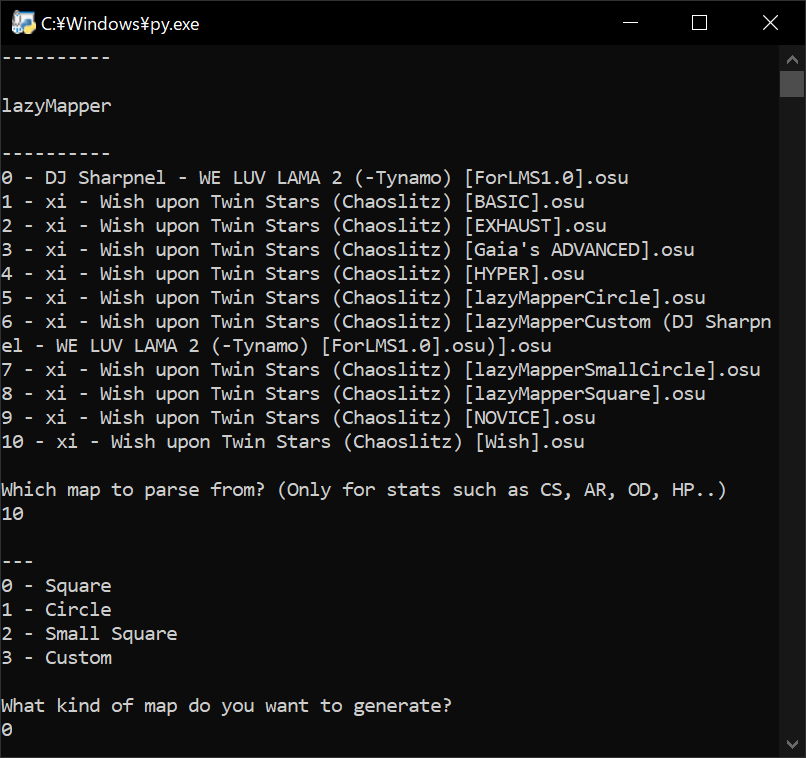 C:¥Windows¥py.exe
----------
lazyMapper
----------
0 - DJ Sharpnel - WE LUV LAMA 2 (-Tynamo) [ForLMS1.0].osu
1 - xi - Wish upon Twin Stars (Chaoslitz) [BASIC].osu
2 - xi - Wish upon Twin Stars (Chaoslitz) [EXHAUST].osu
3 - xi - Wish upon Twin Stars (Chaoslitz) [Gaia's ADVANCED].osu
4 - xi - Wish upon Twin Stars (Chaoslitz) [HYPER].osu
5 - xi - Wish upon Twin Stars (Chaoslitz) [lazyMapperCircle].osu
6 - xi - Wish upon Twin Stars (Chaoslitz) [lazyMapperCustom (DJ Sharpn
el - WE LUV LAMA 2 (-Tynamo) [ForLMS1.0].osu)].osu
7 - xi - Wish upon Twin Stars (Chaoslitz) [lazyMapperSmallCircle].osu
8 - xi - Wish upon Twin Stars (Chaoslitz) [lazyMapperSquare].osu
9 - xi - Wish upon Twin Stars (Chaoslitz) [NOVICE].osu
10 - xi - Wish upon Twin Stars (Chaoslitz) [Wish].osu
Which map to parse from? (Only for stats such as CS, AR, OD, HP..)
10
---
0 - Square
1 - Circle
2 - Small Square
3 - Custom
What kind of map do you want to generate?
0